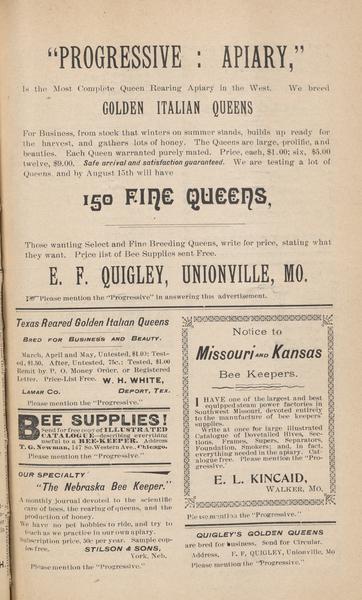 "PROGRESSIVE : APIARY,"
Is the Most Complete Queen Rearing Apiary in the West. We breed
GOLDEN ITALIAN QUEENS
For Business, from stock that winters on summer stands, builds up ready for
the harvest, and gathers lots of honey. The Queens are large, prolific, and
beauties. Each Queen warranted purely mated. Price, each, $1.00; six, $5.00
twelve, $9.00. Safe arrival and satisfaction guaranteed. We are testing a lot of
Queens and by August 15th will have
150 FINE QUEENS,
Those wanting Select and Fine Breeding Queens, write for price, stating what
they want. Price list of Bee Supplies sent Free.
E. F. QUIGLEY, UNIONVILLE, MO.
Please mention the "Progressive" in answering this advertisement.
Texas Reared Golden Italian Queens
BRED FOR BUSINESS AND BEAUTY.
March, April and May, Untested, $1.00; Test-
ed, $1.50. After, Untested, 75c.; Tested, $1.00
Remit by P. O. Money Order, or Registered
Letter. Price-List Free. W. H. WHITE,
LAMAR CO. DEPORT, TEX.
Please mention the "Progressive."
BEE SUPPLIES!
Send for free copy of ILLUSTRATED
CATALOGUE—describing everything
useful to a BEE-KEEPER. Address
T. G. Newman, 147 So. Western Ave. Chicago.
Please mention the "Progressive."
OUR SPECIALTY
"The Nebraska Bee Keeper."
A monthly journal devoted to the scientific
care of bees, the rearing of queens, and the
production of honey.
We have no pet hobbies to ride, and try to
teach as we practice in our own apiary.
Subscription price, 50c per year. Sample cop-
ies free. STILSON & SONS,
York, Neb.
Please mention the "Progressive."
Notice to
Missouri AND Kansas
Bee Keepers.
I HAVE one of the largest and best
equipped steam power factories in
Southwest Missouri, devoted entirely
to the manufacture of bee keepers'
supplies.
Write at once for large illustrated
Catalogue of Dovetailed Hives, Sec-
tions, Frames, Supers, Separators,
Foundation, Smokers; and, in fact,
everything needed in the apiary. Cat-
alogue free. Please mention the "Pro-
gressive."
E. L. KINCAID,
WALKER, MO.
Please mention the "Progressive."
QUIGLEY'S GOLDEN QUEENS
are bred for business. Send for Circular.
Address, E. F. QUIGLEY, Unionville, Mo
Please mention the "Progressive."